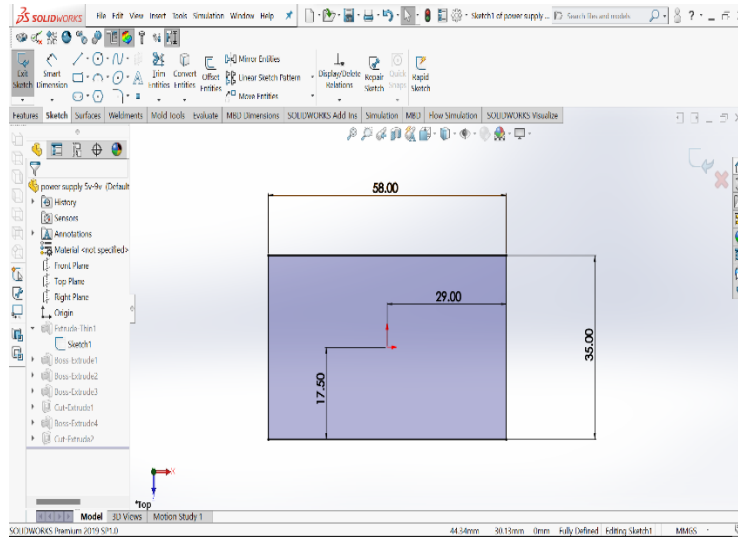 SOLIDWORKS File Edit View Insert Tools Simulation Window Help Sketch1 of power supply ... Search files and models
Exit Sketch
Smart Dimension
Trim Entities
Convert Entities
Offset Entities
Mirror Entities
Linear Sketch Pattern
Move Entities
Display/Delete Relations
Repair Sketch
Quick Snaps
Rapid Sketch
Features Sketch Surfaces Weldments Mold Tools Evaluate MBD Dimensions SOLIDWORKS Add Ins Simulation MBD Flow Simulation SOLIDWORKS Visualize
power supply 5v-9v (Default
History
Sensors
Annotations
Material <not specified>
Front Plane
Top Plane
Right Plane
Origin
Extrude-Thin1
Sketch1
Boss-Extrude1
Boss-Extrude2
Boss-Extrude3
Cut-Extrude1
Boss-Extrude4
Cut-Extrude2
58.00
29.00
35.00
17.50
X
*Top
Model 3D Views Motion Study 1
SOLIDWORKS Premium 2019 SP1.0 44.34mm 30.13mm 0mm Fully Defined Editing Sketch1 MMGS